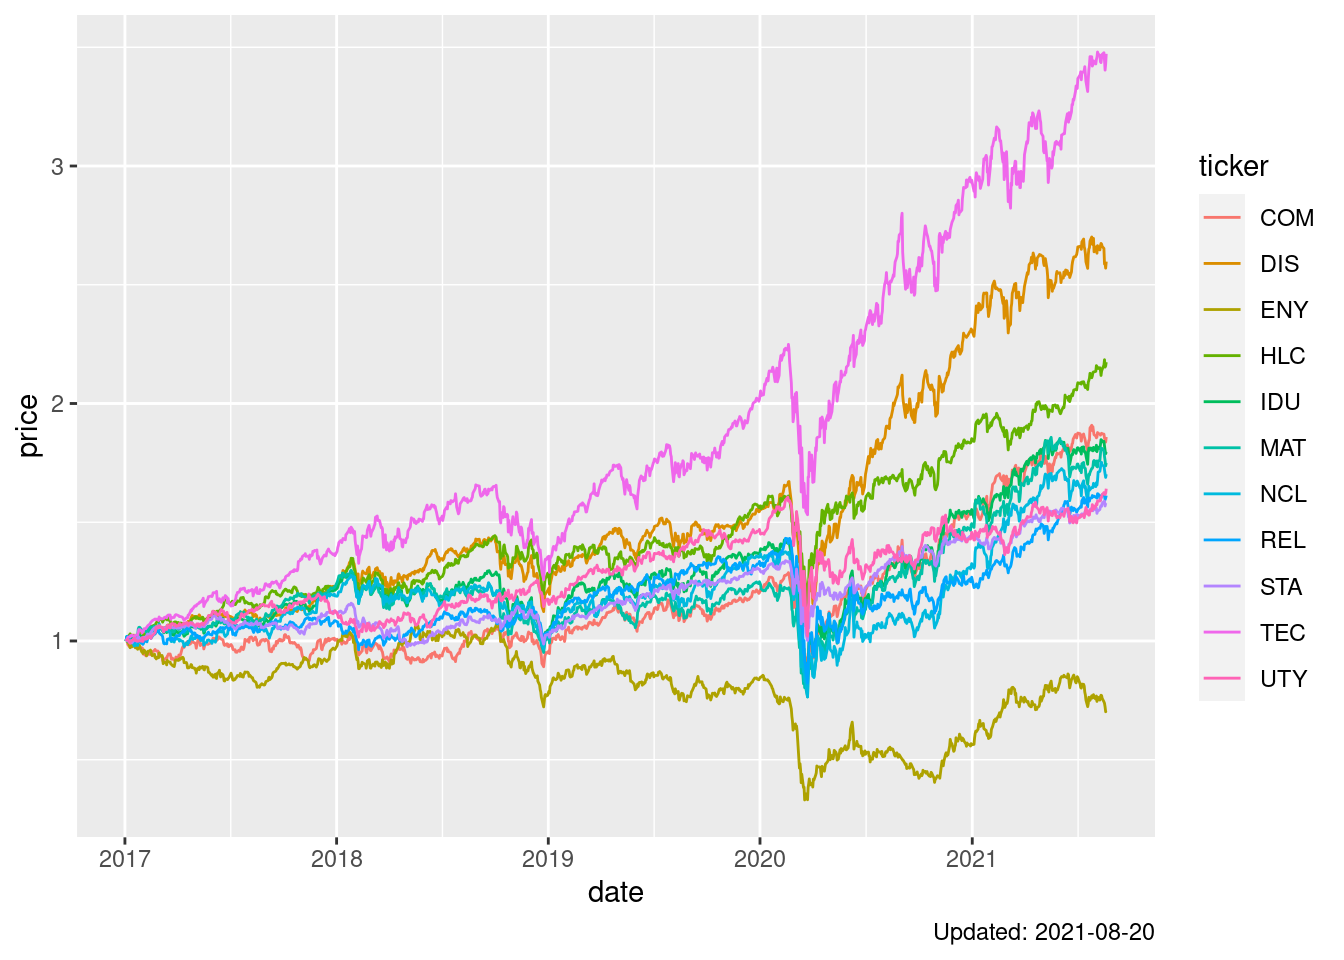 3
2
1
price
2017 2018 2019 2020 2021
date
ticker
COM
DIS
ENY
HLC
IDU
MAT
NCL
REL
STA
TEC
UTY
Updated: 2021-08-20